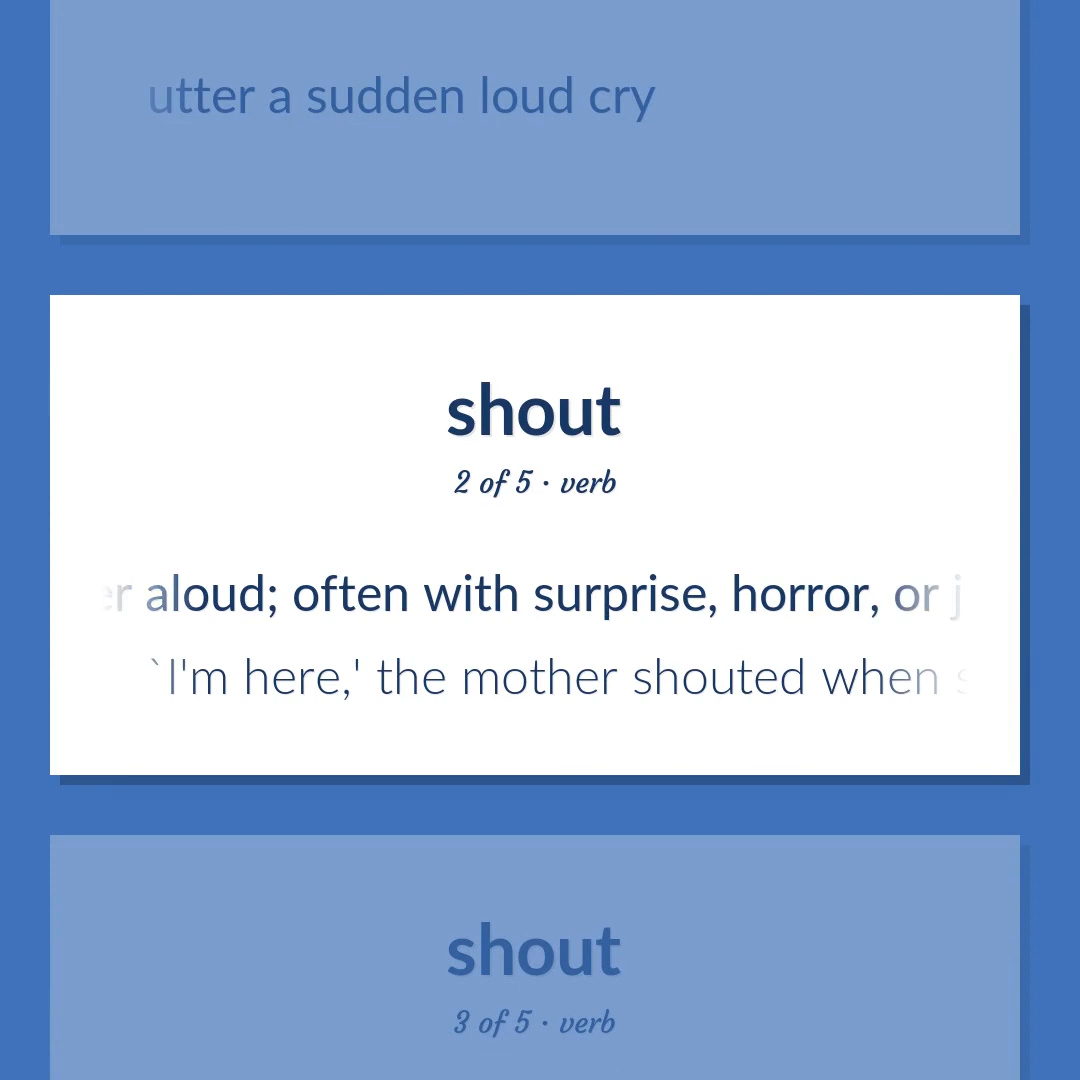 utter a sudden loud cry
shout
2 of 5 · verb
aloud; often with surprise, horror, or
`I'm here,' the mother shouted when
shout
3 of 5 · verb